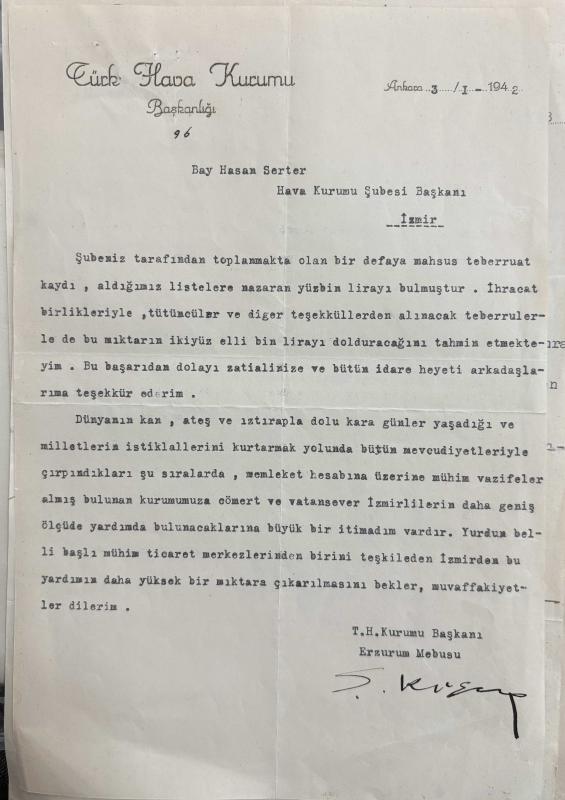 Türk Hava Kurumu
Başkanlığı
96
Ankara 3 / I - 1942
Bay Hasan Serter
Hava Kurumu Şubesi Başkanı
İzmir
Şubeniz tarafından toplanmakta olan bir defaya mahsus teberruat
kaydı , aldığımız listelere nazaran yüzbin lirayı bulmuştur . İhracat
birlikleriyle ,tütüncüler ve diger teşekküllerden alınacak teberruler-
le de bu miktarın ikiyüz elli bin lirayı dolduracağını tahmin etmekte-
yim . Bu başarıdan dolayı zatialinize ve bütün idare heyeti arkadaşla-
rıma teşekkür ederim .
Dünyanın kan , ateş ve ıztırapla dolu kara günler yaşadığı ve
milletlerin istiklallerini kurtarmak yolunda bütün mevcudiyetleriyle
çırpındıkları şu sıralarda , memleket hesabına üzerine mühim vazifeler
almış bulunan kurumumuza cömert ve vatansever İzmirlilerin daha geniş
ölçüde yardımda bulunacaklarına büyük bir itimadım vardır. Yurdun bel-
li başlı mühim ticaret merkezlerinden birini teşkileden İzmirden bu
yardımın daha yüksek bir miktara çıkarılmasını bekler, muvaffakiyet-
ler dilerim .
T.H.Kurumu Başkanı
Erzurum Mebusu